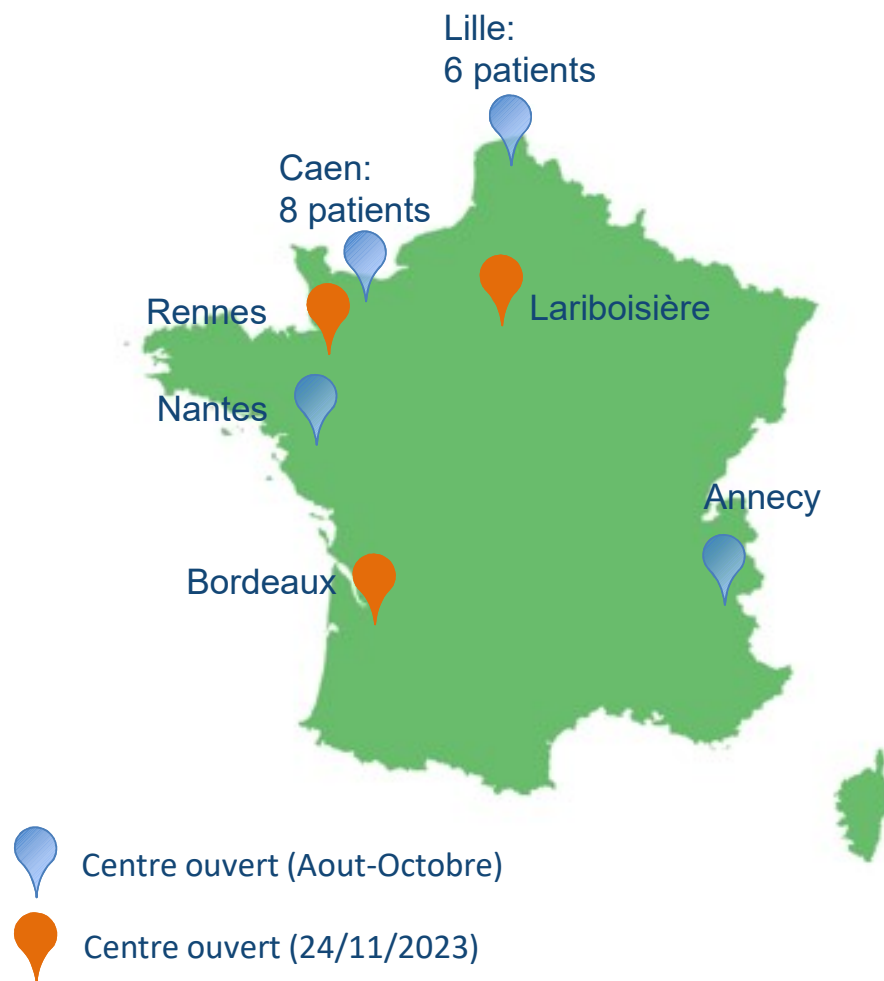 Lille:
6 patients
Caen:
8 patients
Rennes
Lariboisière
Nantes
Annecy
Bordeaux
Centre ouvert (Aout-Octobre)
Centre ouvert (24/11/2023)